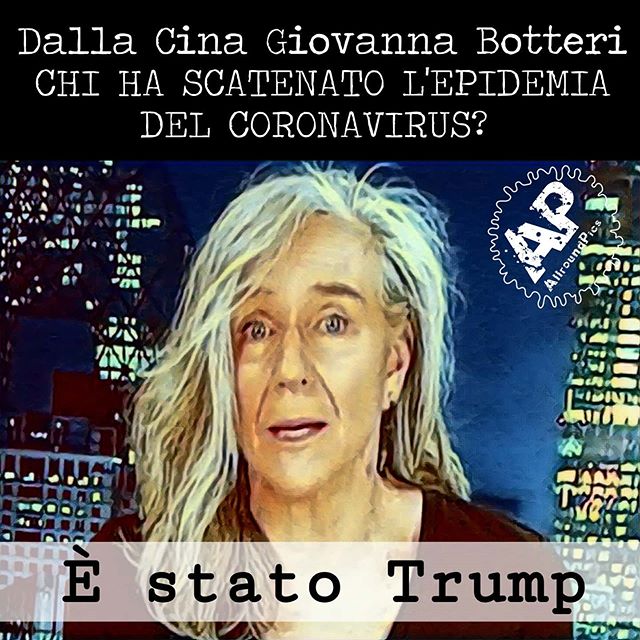 Dalla Cina Giovanna Botteri
CHI HA SCATENATO L'EPIDEMIA
DEL CORONAVIRUS?
AP
AllroundPics
È stato Trump